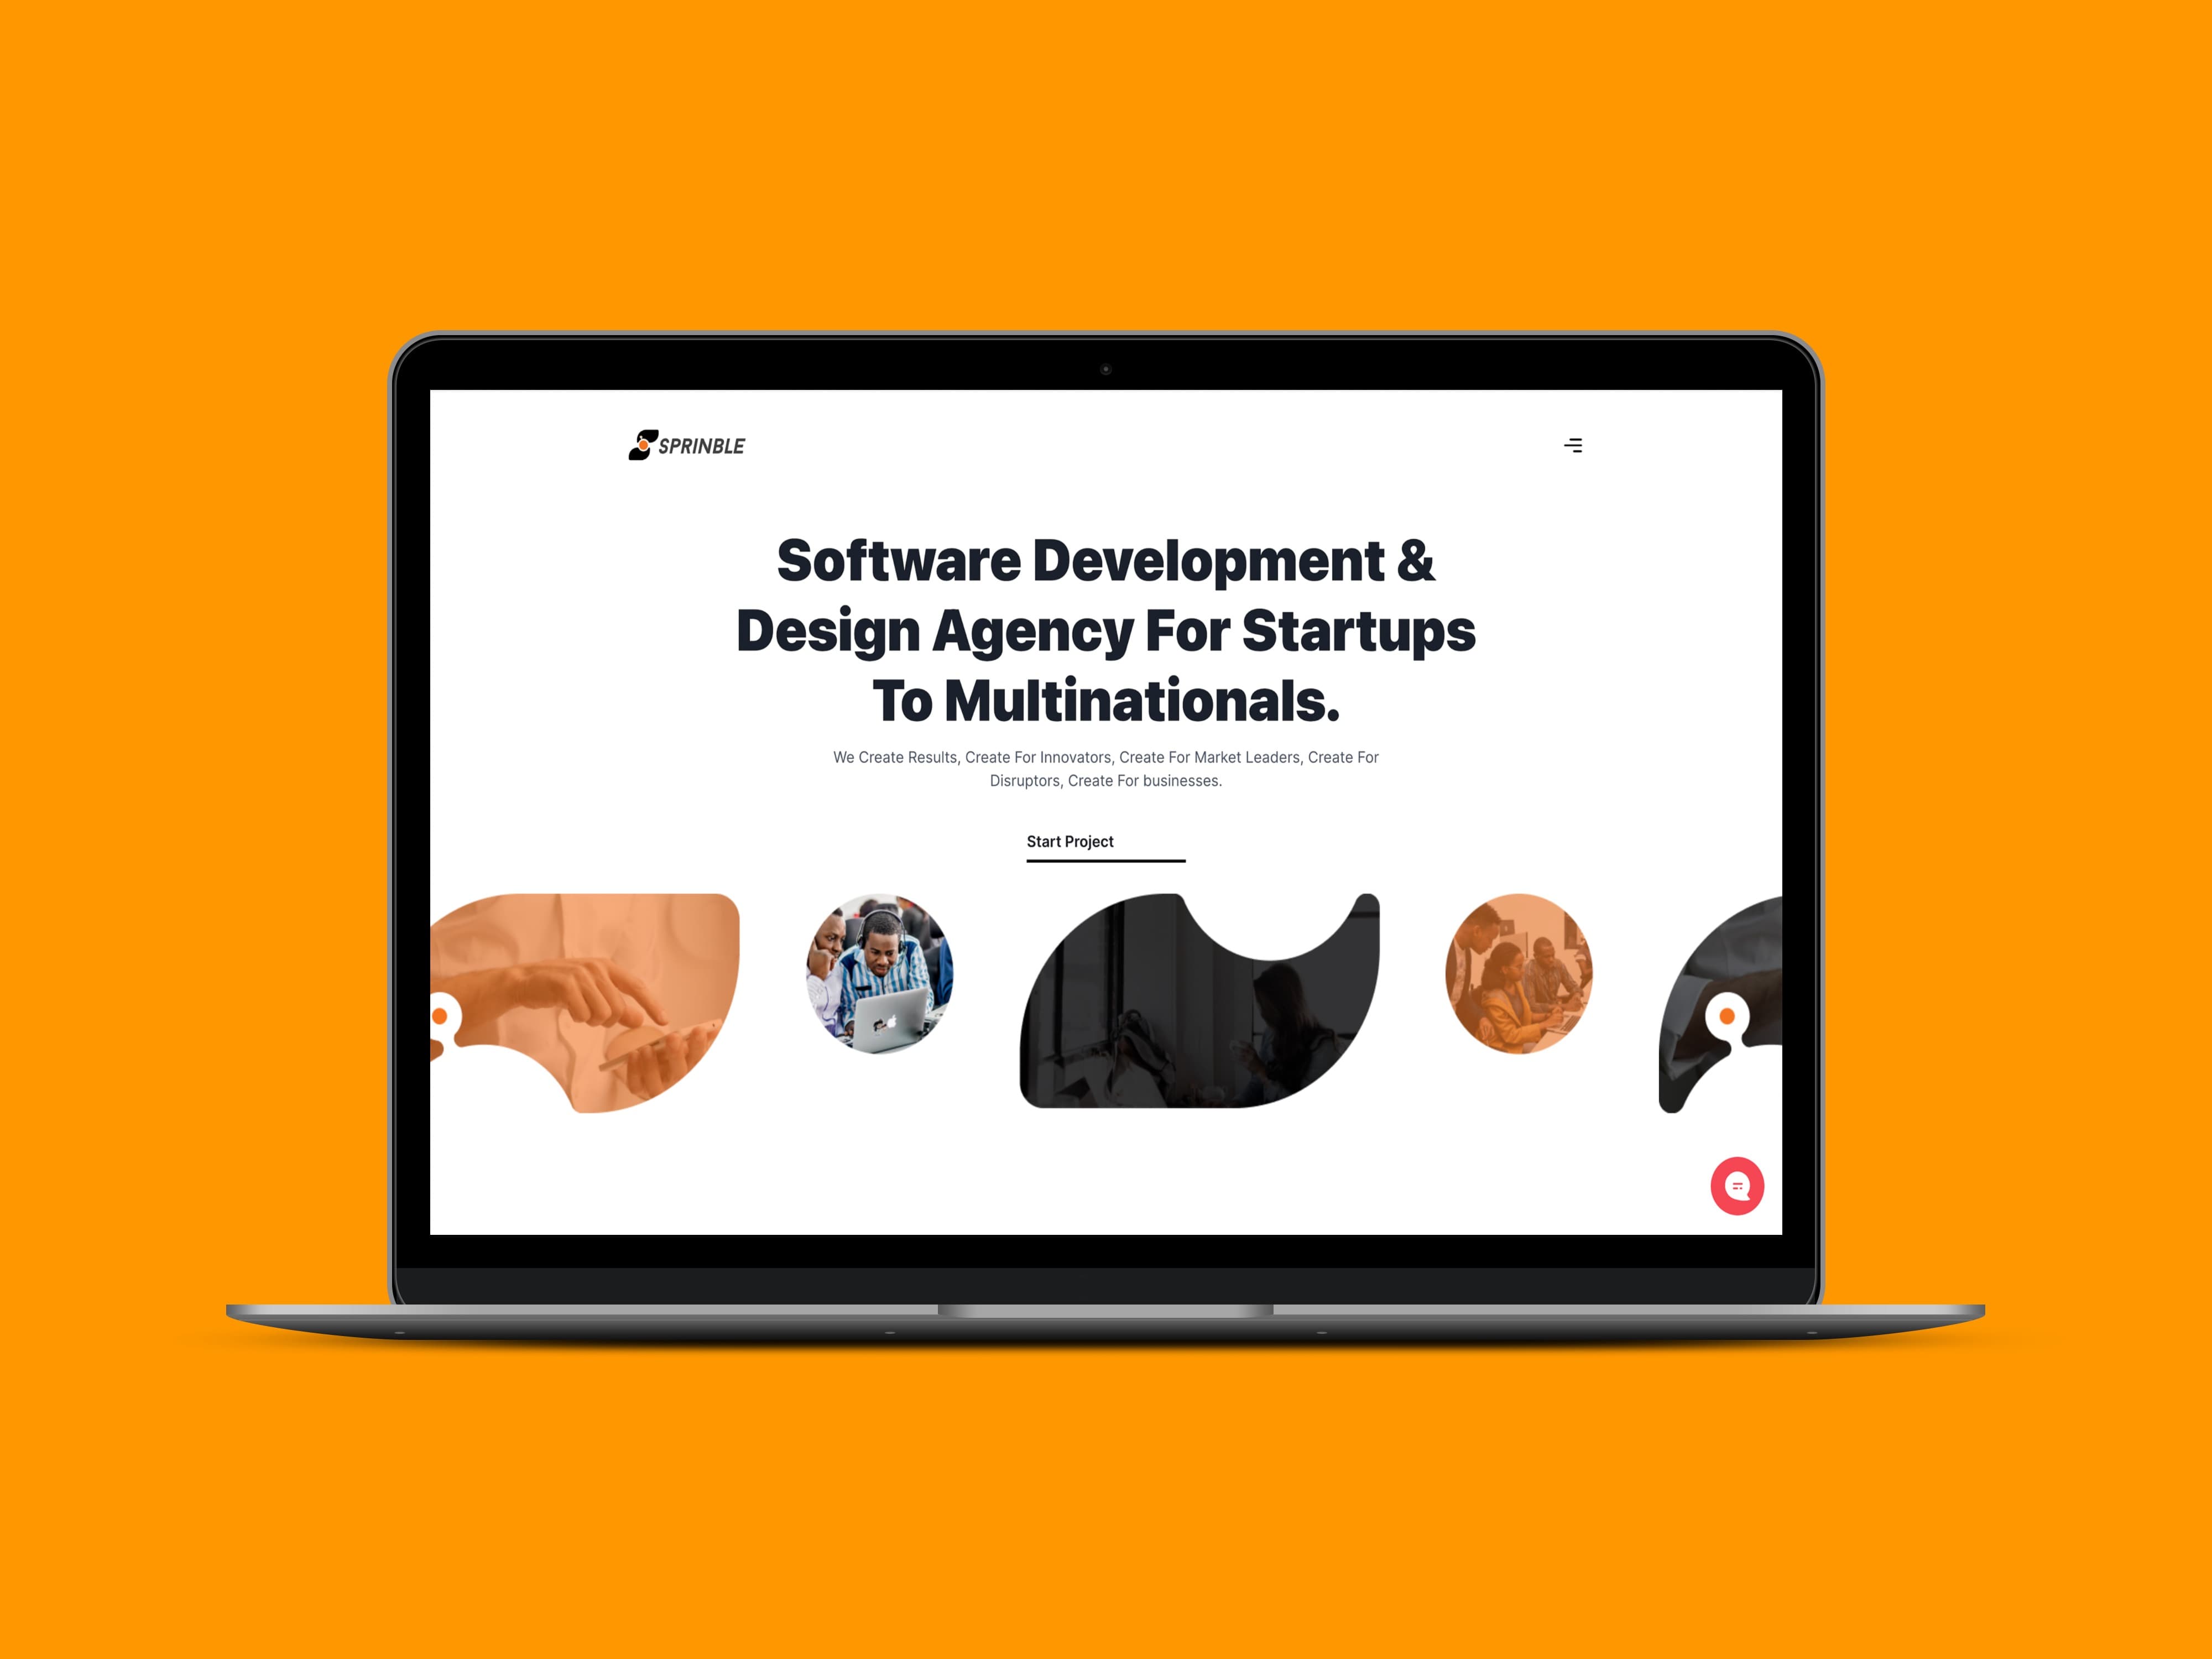 SPRINBLE
Software Development &
Design Agency For Startups
To Multinationals.
We Create Results, Create For Innovators, Create For Market Leaders, Create For
Disruptors, Create For businesses.
Start Project